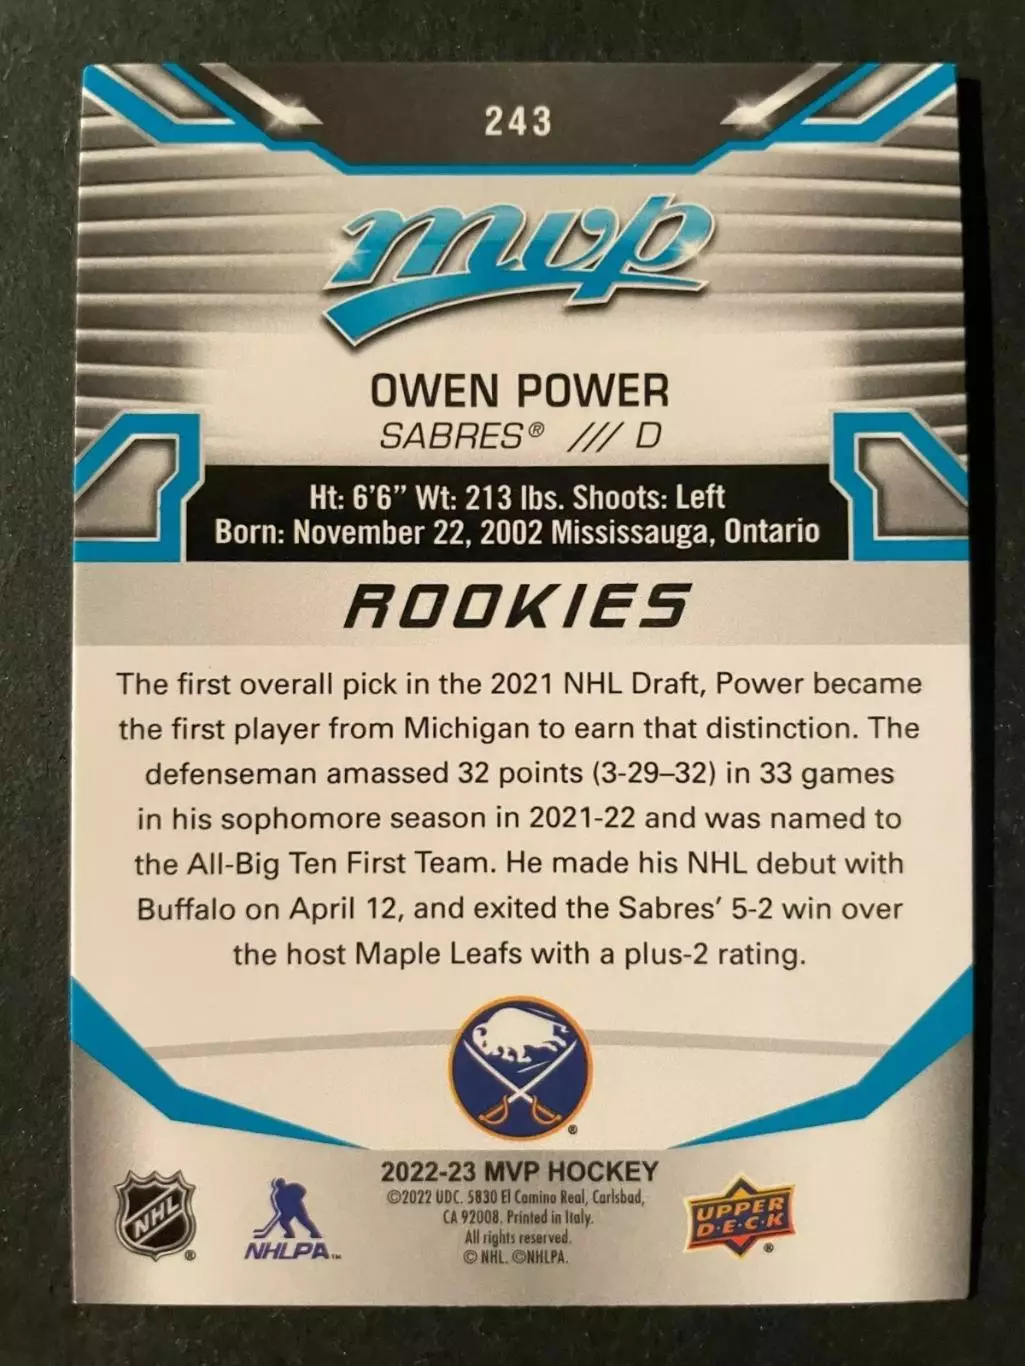 243
mvp
OWEN POWER
SABRES® /// D
Ht: 6'6” Wt: 213 lbs. Shoots: Left
Born: November 22, 2002 Mississauga, Ontario
ROOKIES
The first overall pick in the 2021 NHL Draft, Power became
the first player from Michigan to earn that distinction. The
defenseman amassed 32 points (3-29–32) in 33 games
in his sophomore season in 2021-22 and was named to
the All-Big Ten First Team. He made his NHL debut with
Buffalo on April 12, and exited the Sabres’ 5-2 win over
the host Maple Leafs with a plus-2 rating.
®
2022-23 MVP HOCKEY
©2022 UDC. 5830 El Camino Real, Carlsbad,
CA 92008. Printed in Italy.
All rights reserved.
© NHL. ©NHLPA.
NHL ®
NHLPA™
UPPER
D·E·C·K
®